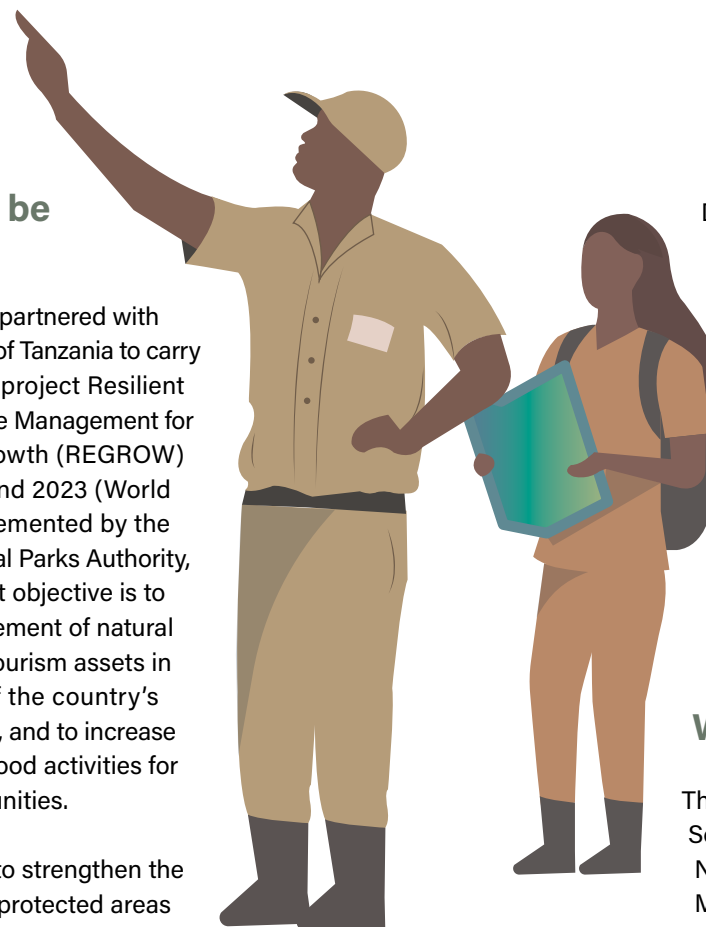 be
partnered with
of Tanzania to carry
project Resilient
e Management for
owth (REGROW)
nd 2023 (World
emented by the
al Parks Authority,
t objective is to
ement of natural
ourism assets in
f the country’s
, and to increase
ood activities for
unities.
to strengthen the
protected areas
D
W
Th
Se
N
M